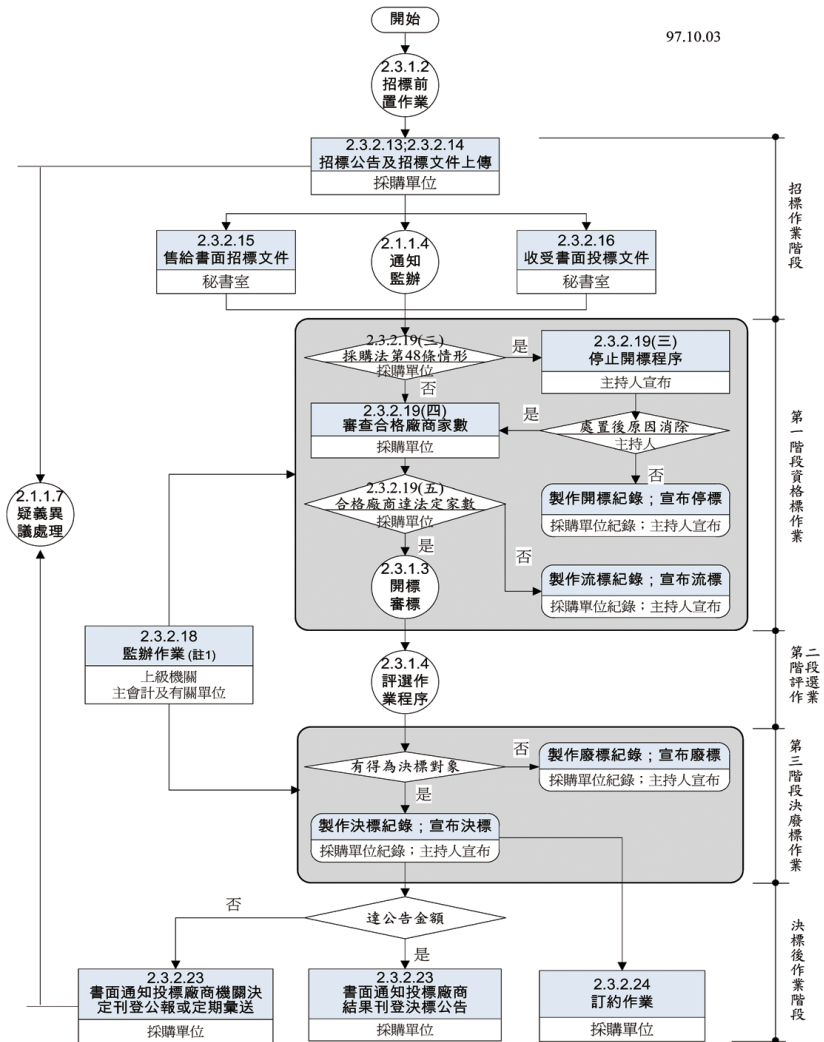 開始
97.10.03
2.3.1.2
招標前
置作業
2.3.2.13;2.3.2.14
招標公告及招標文件上傳
採購單位
招標作業階段
2.3.2.15
售給書面招標文件
秘書室
2.1.1.4
通知
監辦
2.3.2.16
收受書面投標文件
秘書室
2.3.2.19(三)
採購法第48條情形
採購單位
是
2.3.2.19(三)
停止開標程序
主持人宣布
否
2.3.2.19(四)
審查合格廠商家數
採購單位
是
處置後原因消除
主持人
否
第一階段資格標作業
2.3.2.19(五)
合格廠商達法定家數
採購單位
製作開標紀錄；宣布停標
採購單位紀錄；主持人宣布
2.1.1.7
疑義異
議處理
是
否
2.3.1.3
開標
審標
製作流標紀錄；宣布流標
採購單位紀錄；主持人宣布
2.3.2.18
監辦作業(註1)
上級機關
主會計及有關單位
2.3.1.4
評選作
業程序
第二階段評選作業
有得為決標對象
否
製作廢標紀錄；宣布廢標
採購單位紀錄；主持人宣布
是
製作決標紀錄；宣布決標
採購單位紀錄；主持人宣布
第三階段決廢標作業
達公告金額
否
是
決標後作業階段
2.3.2.23
書面通知投標廠商機關決
定刊登公報或定期彙送
採購單位
2.3.2.23
書面通知投標廠商
結果刊登決標公告
採購單位
2.3.2.24
訂約作業
採購單位